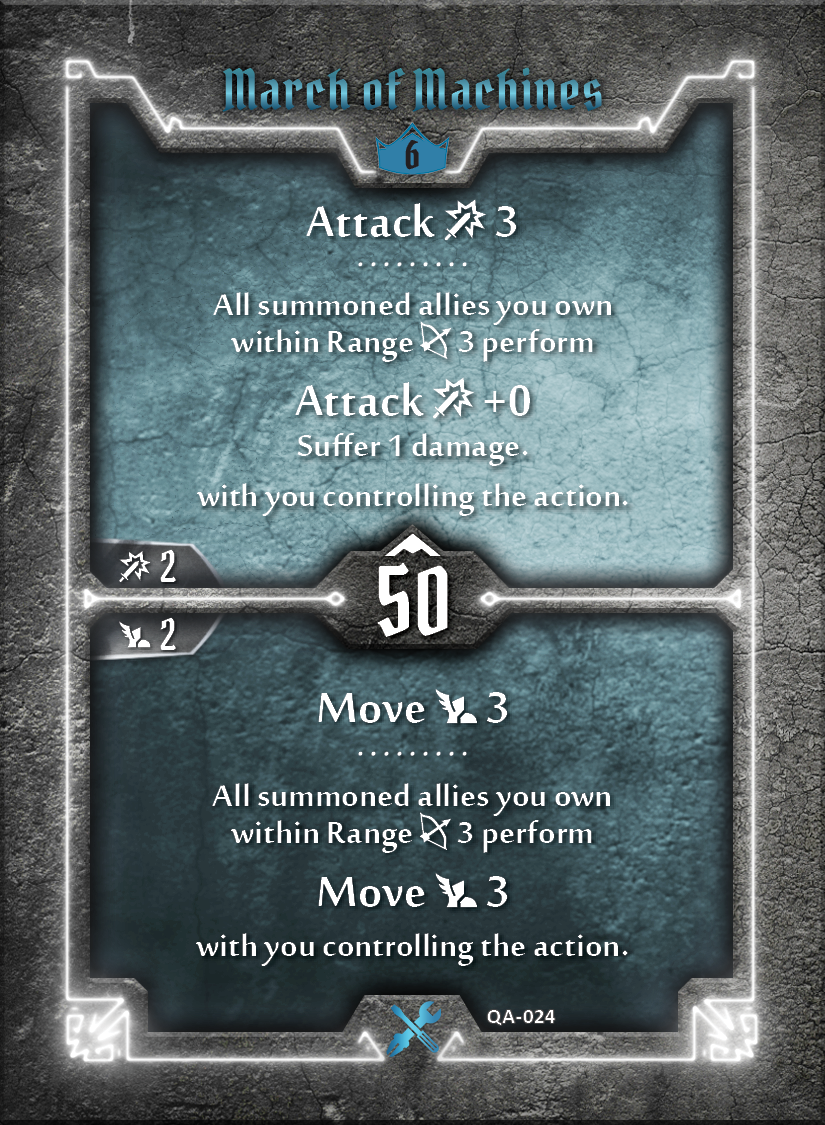 March of Machines
6
Attack 3
All summoned allies you own
within Range 3 perform
Attack +0
Suffer 1 damage.
with you controlling the action.
2
50
2
Move 3
All summoned allies you own
within Range 3 perform
Move 3
with you controlling the action.
QA-024